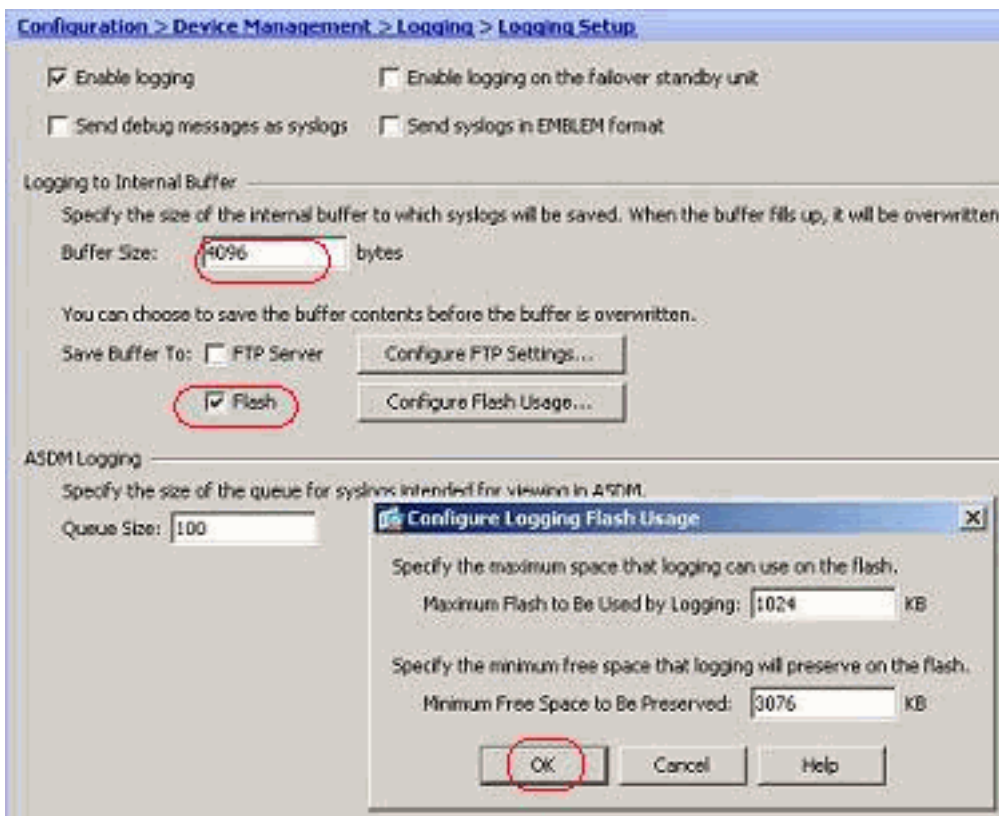 Configuration > Device Management > Logging > Logging Setup
Enable logging
Enable logging on the failover standby unit
Send debug messages as syslogs
Send syslogs in EMBLEM format
Logging to Internal Buffer
Specify the size of the internal buffer to which syslogs will be saved. When the buffer fills up, it will be overwritten
Buffer Size: 4096 bytes
You can choose to save the buffer contents before the buffer is overwritten.
Save Buffer To: FTP Server Configure FTP Settings...
Flash Configure Flash Usage...
ASDM Logging
Specify the size of the queue for syslogs intended for viewing in ASDM.
Queue Size: 100
Configure Logging Flash Usage
Specify the maximum space that logging can use on the flash.
Maximum Flash to Be Used by Logging: 1024 KB
Specify the minimum free space that logging will preserve on the flash.
Minimum Free Space to Be Preserved: 3076 KB
OK Cancel Help